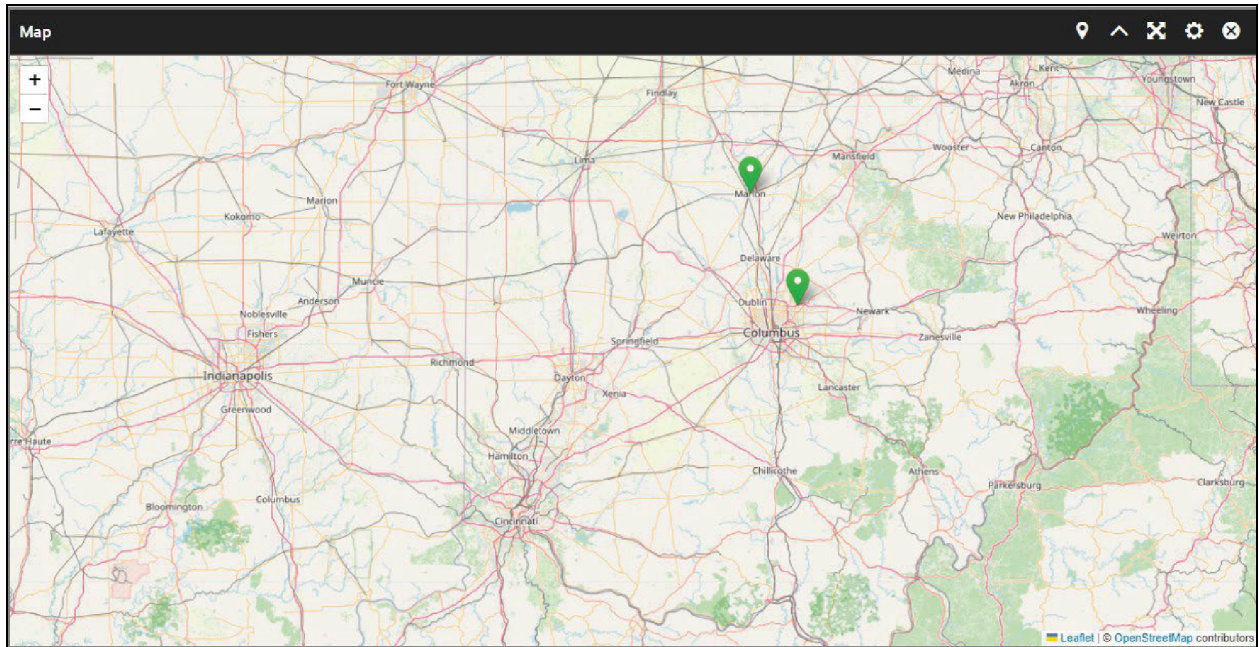 Map
+
−
Medina
Kent
Akron
Youngstown
Fort Wayne
Findlay
New Castle
Wooster
Canton
Lima
Mansfield
Marion
Marion
Kokomo
New Philadelphia
Lafayette
Weirton
Delaware
Muncie
Anderson
Dublin
Noblesville
Newark
Wheeling
Fishers
Columbus
Springfield
Zanesville
Richmond
Indianapolis
Dayton
Lancaster
Xenia
Greenwood
Middletown
rre Haute
Hamilton
Chillicothe
Athens
Clarksburg
Parkersburg
Columbus
Bloomington
Cincinnati
Leaflet | © OpenStreetMap contributors